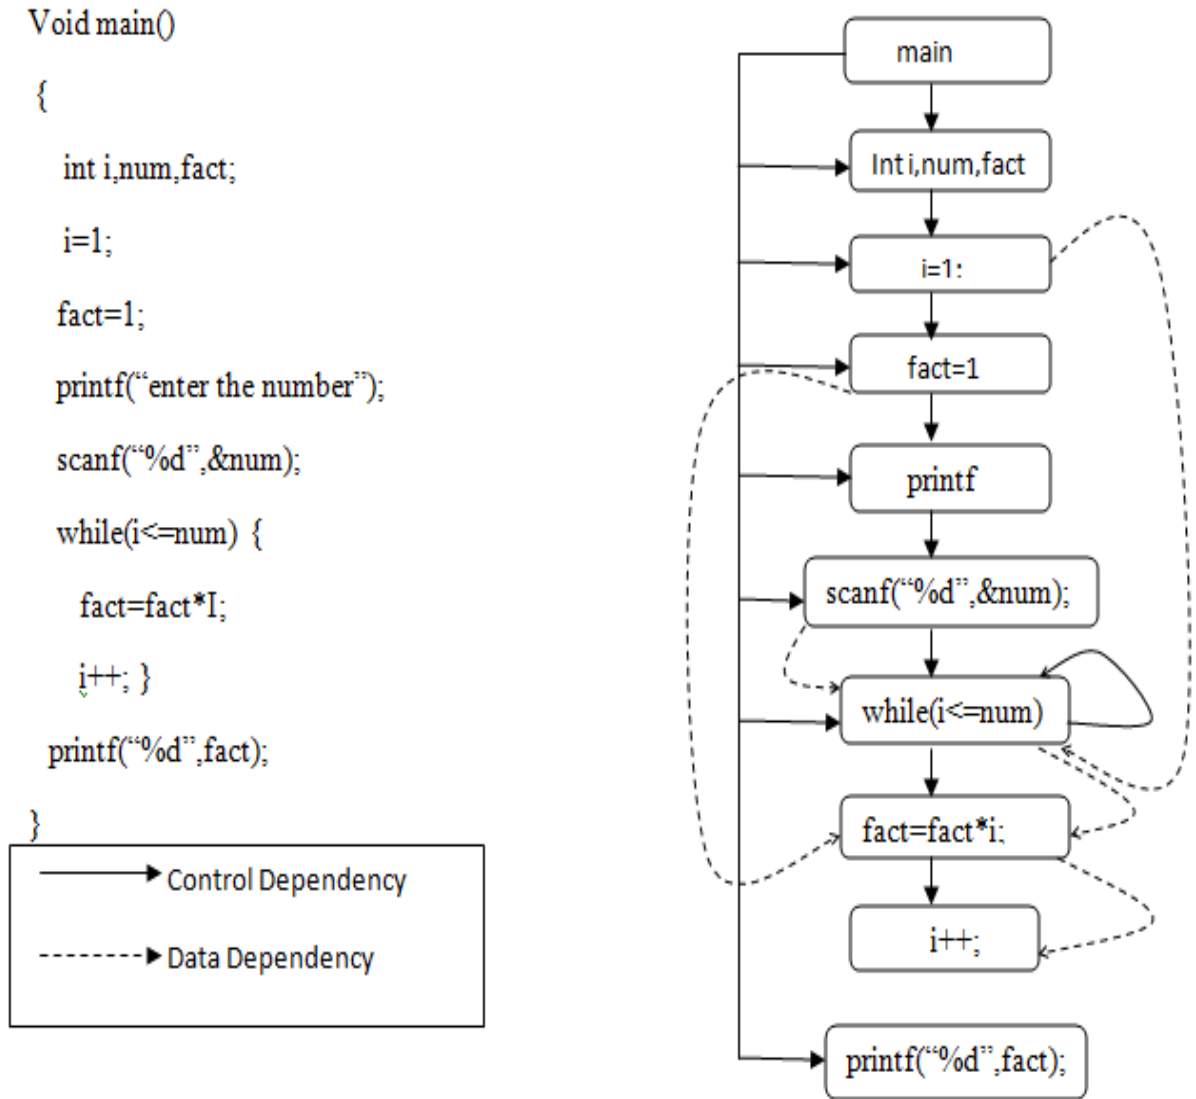 Void main()
{
int i,num,fact;
i=1;
fact=1;
printf(“enter the number”);
scanf(“%d”,&num);
while(i<=num) {
fact=fact*I;
i++; }
printf(“%d”,fact);
}
Control Dependency
Data Dependency
main
Int i,num,fact
i=1:
fact=1
printf
scanf(“%d”,&num);
while(i<=num)
fact=fact*i;
i++;
printf(“%d”,fact);